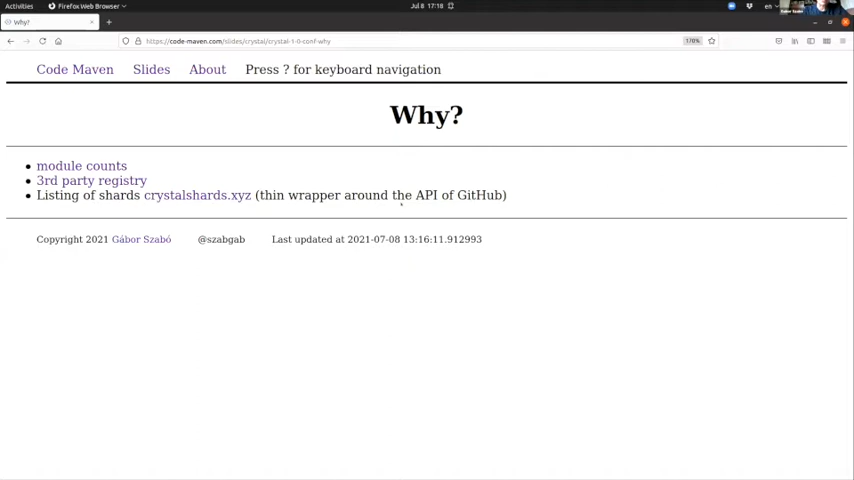 Activities
Firefox Web Browser
Jul 8 17:18
en
Why?
https://code-maven.com/slides/crystal/crystal-1-0-conf-why
170%
Code Maven
Slides
About
Press ? for keyboard navigation
Why?
module counts
3rd party registry
Listing of shards crystalshards.xyz (thin wrapper around the API of GitHub)
Copyright 2021 Gábor Szabó
@szabgab
Last updated at 2021-07-08 13:16:11.912993